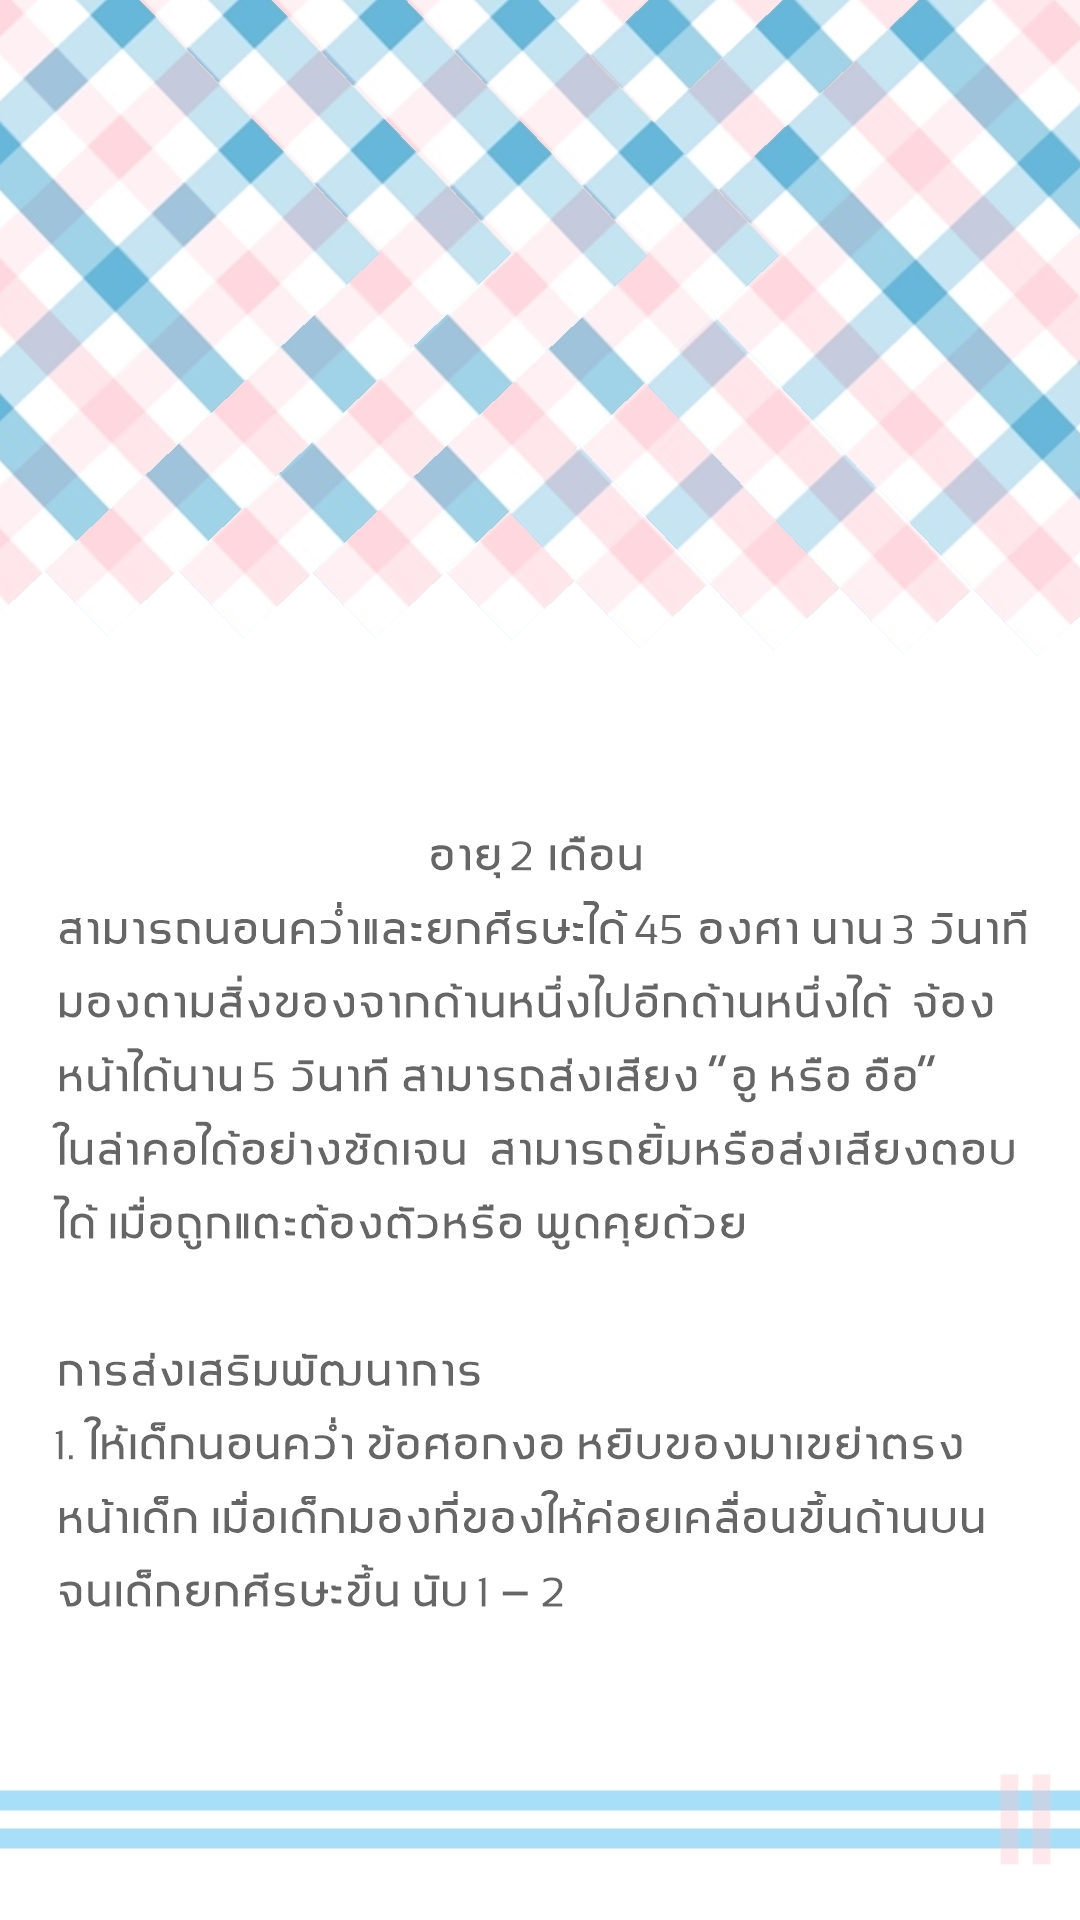 อายุ 2 เดือน
สามารถนอนคว่ำและยกศีรษะได้ 45 องศา นาน 3 วินาที
มองตามสิ่งของจากด้านหนึ่งไปอีกด้านหนึ่งได้ จ้อง
หน้าได้นาน 5 วินาที สามารถส่งเสียง “อู หรือ อือ“
ในล่าคอได้อย่างชัดเจน สามารถยิ้มหรือส่งเสียงตอบ
ได้ เมื่อถูกแตะต้องตัวหรือ พูดคุยด้วย
การส่งเสริมพัฒนาการ
1. ให้เด็กนอนคว่ำ ข้อศอกงอ หยิบของมาเขย่าตรง
หน้าเด็ก เมื่อเด็กมองที่ของให้ค่อยเคลื่อนขึ้นด้านบน
จนเด็กยกศีรษะขึ้น นับ 1 – 2